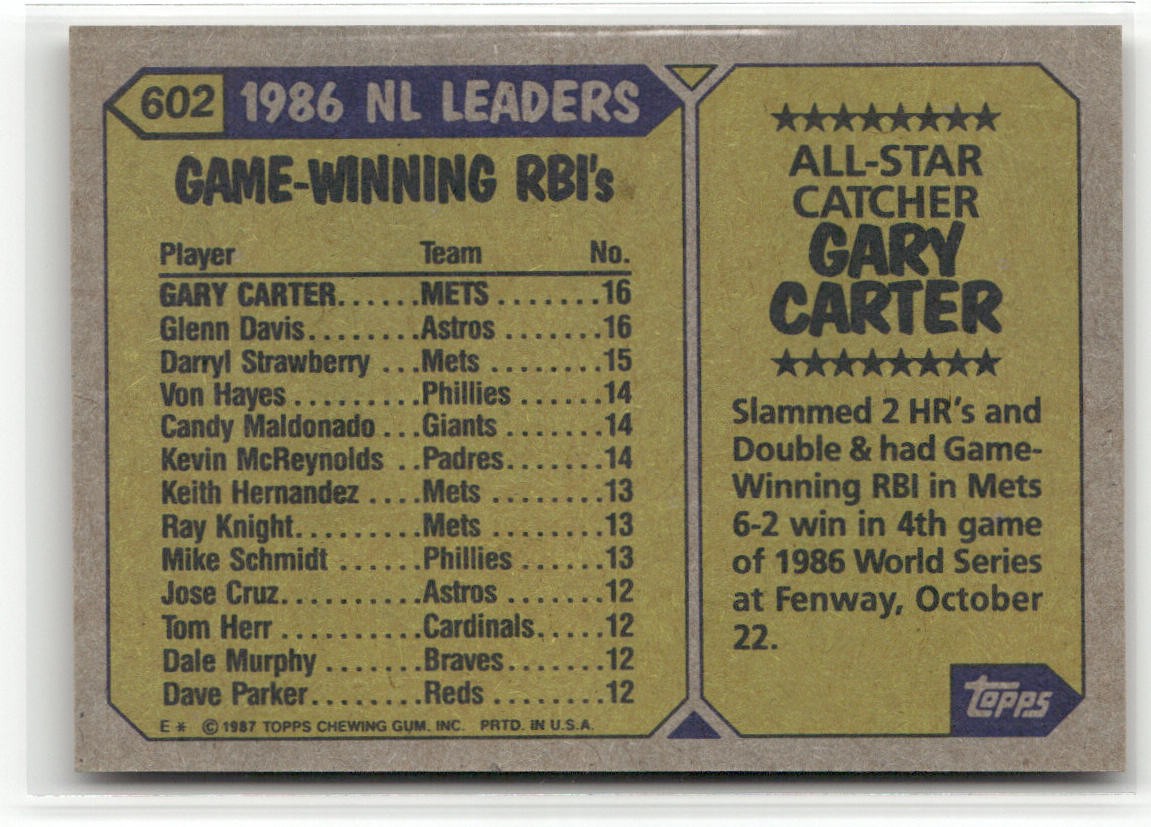 602 1986 NL LEADERS
GAME-WINNING RBI's
Player Team No.
GARY CARTER......METS.......16
Glenn Davis........Astros.......16
Darryl Strawberry ...Mets ........15
Von Hayes.........Phillies ......14
Candy Maldonado...Giants .......14
Kevin McReynolds ..Padres.......14
Keith Hernandez ....Mets ........13
Ray Knight.........Mets ........13
Mike Schmidt ......Phillies ......13
Jose Cruz..........Astros .......12
Tom Herr ..........Cardinals.....12
Dale Murphy .......Braves.......12
Dave Parker........Reds ........12
E * © 1987 TOPPS CHEWING GUM, INC. PRTD. IN U.S.A.
★★★★★★★★
ALL-STAR
CATCHER
GARY
CARTER
★★★★★★★★
Slammed 2 HR's and
Double & had Game-
Winning RBI in Mets
6-2 win in 4th game
of 1986 World Series
at Fenway, October
22.
topps